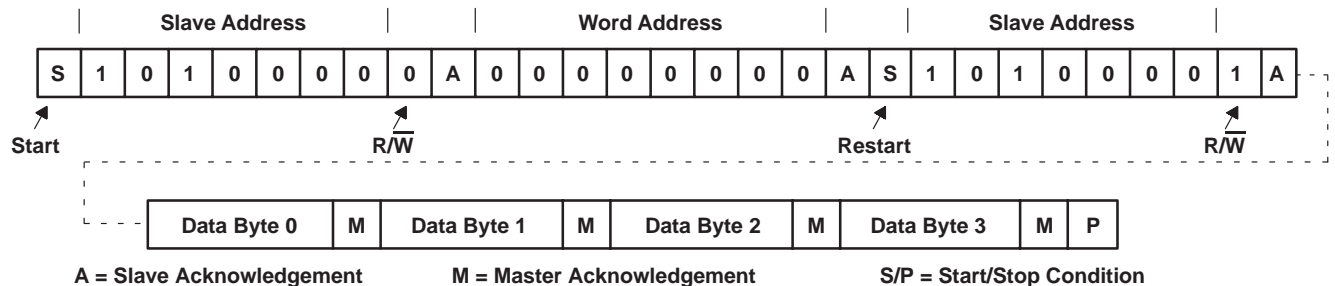 Slave Address Word Address Slave Address
S 1 0 1 0 0 0 0 0 A 0 0 0 0 0 0 0 0 A S 1 0 1 0 0 0 0 1 A
Start R/W Restart R/W
Data Byte 0 M Data Byte 1 M Data Byte 2 M Data Byte 3 M P
A = Slave Acknowledgement M = Master Acknowledgement S/P = Start/Stop Condition